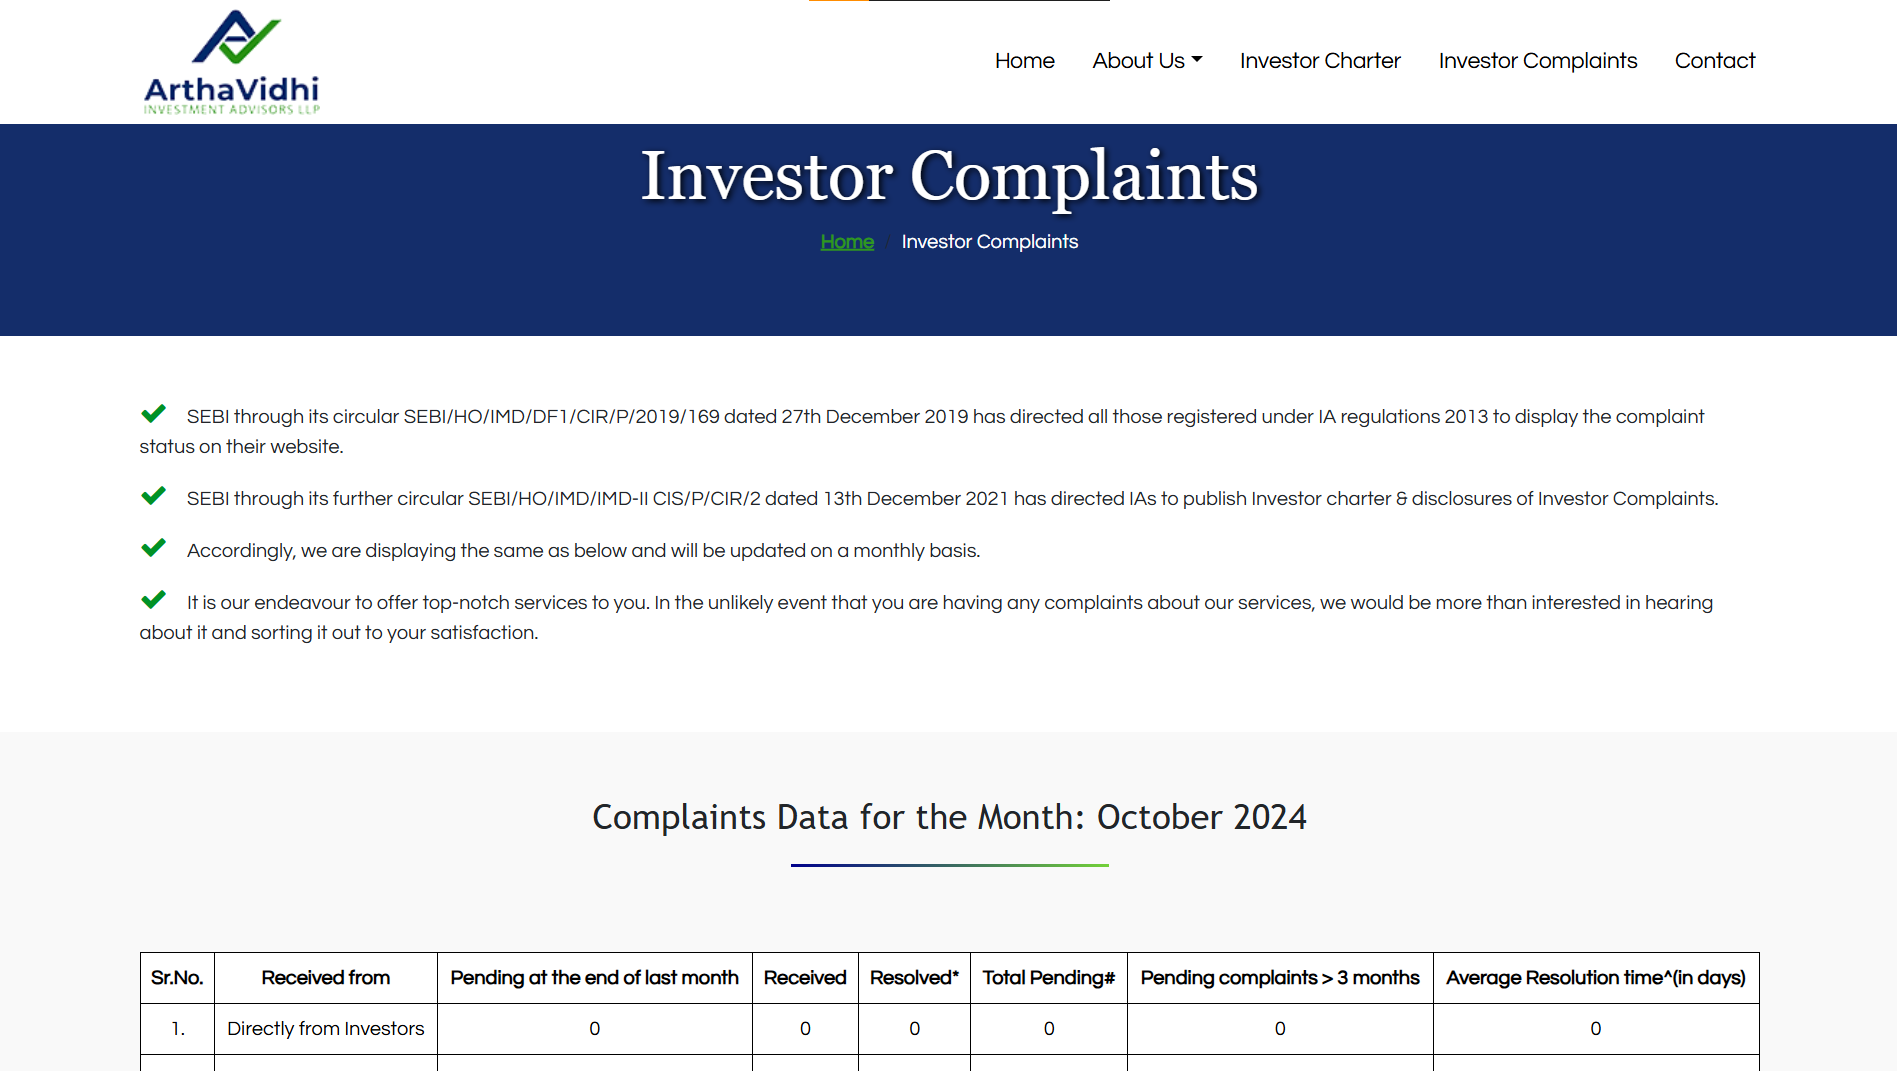 ArthaVidhi
INVESTMENT ADVISORS LLP
Home About Us Investor Charter Investor Complaints Contact
Investor Complaints
Home / Investor Complaints
SEBI through its circular SEBI/HO/IMD/DF1/CIR/P/2019/169 dated 27th December 2019 has directed all those registered under IA regulations 2013 to display the complaint
status on their website.
SEBI through its further circular SEBI/HO/IMD/IMD-II CIS/P/CIR/2 dated 13th December 2021 has directed IAs to publish Investor charter & disclosures of Investor Complaints.
Accordingly, we are displaying the same as below and will be updated on a monthly basis.
It is our endeavour to offer top-notch services to you. In the unlikely event that you are having any complaints about our services, we would be more than interested in hearing
about it and sorting it out to your satisfaction.
Complaints Data for the Month: October 2024
Sr.No. Received from Pending at the end of last month Received Resolved* Total Pending# Pending complaints > 3 months Average Resolution time^(in days)
1. Directly from Investors 0 0 0 0 0 0